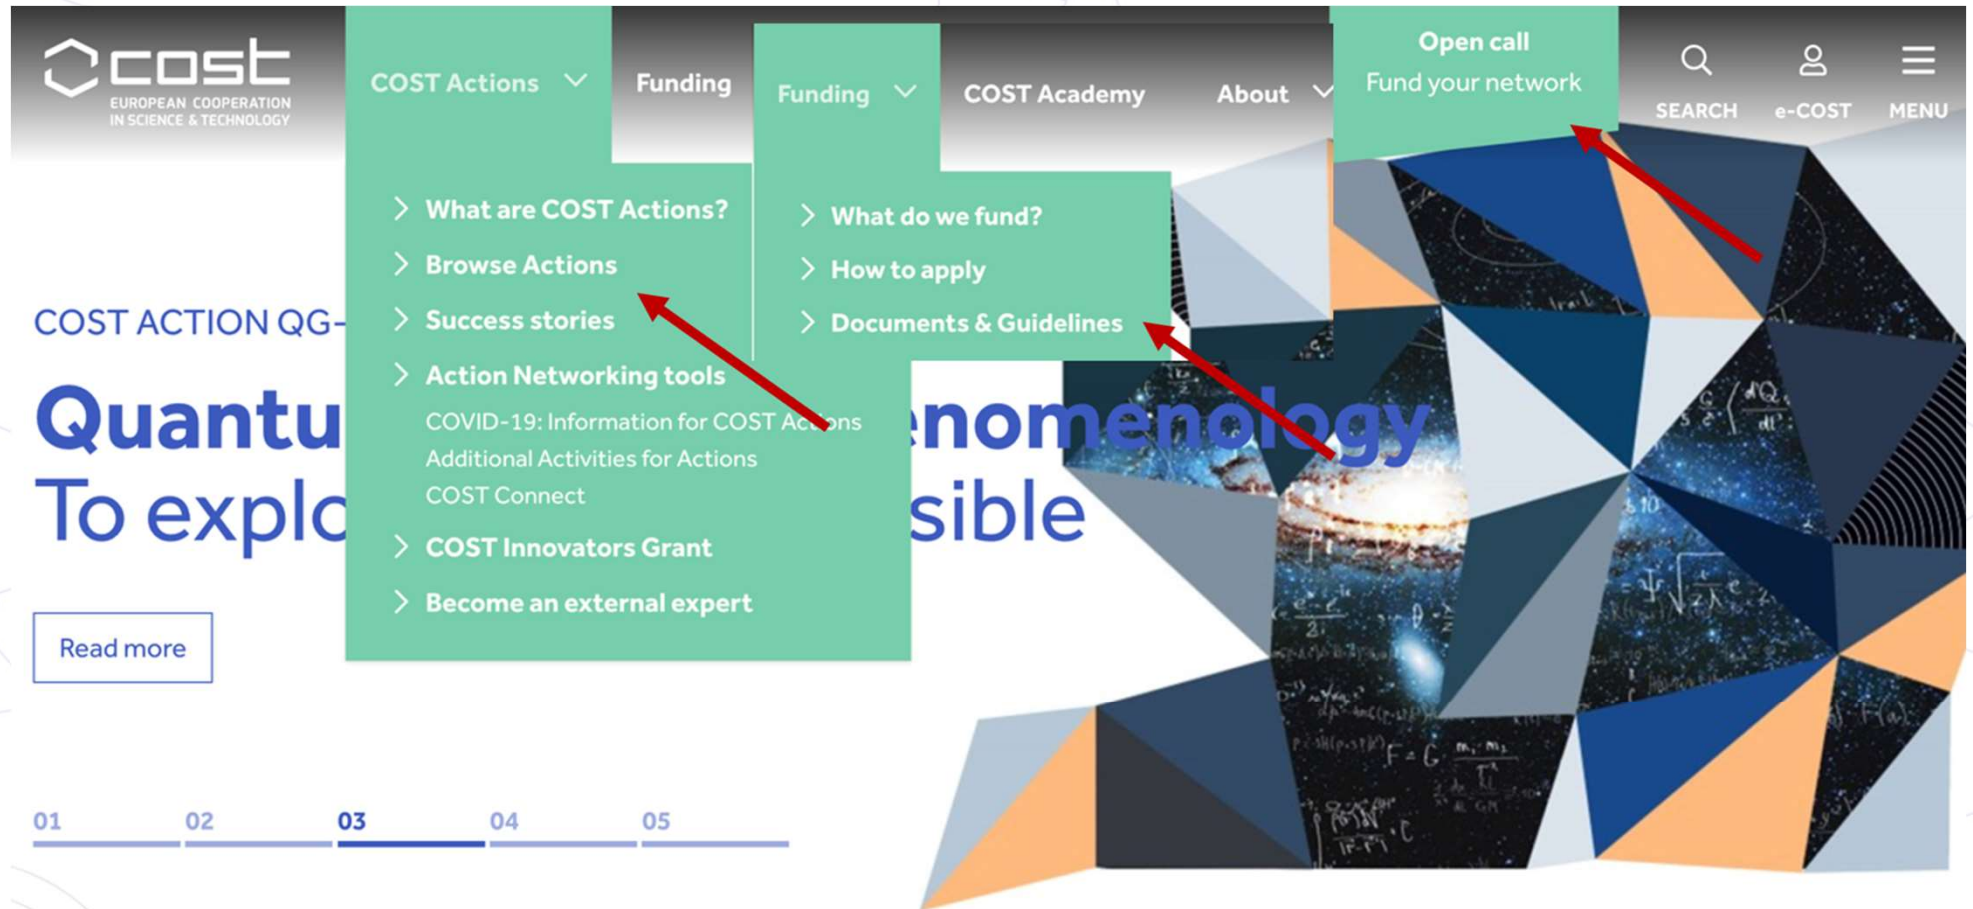 cost
EUROPEAN COOPERATION
IN SCIENCE & TECHNOLOGY
COST Actions
Funding
Funding
COST Academy
About
Open call
Fund your network
SEARCH
e-COST
MENU
What are COST Actions?
Browse Actions
Success stories
Action Networking tools
COVID-19: Information for COST Actions
Additional Activities for Actions
COST Connect
COST Innovators Grant
Become an external expert
What do we fund?
How to apply
Documents & Guidelines
COST ACTION QG-
Quantu nomenology
To explo sible
Read more
01 02 03 04 05